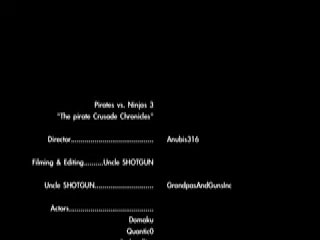 Pirates vs. Ninjas 3
"The pirate Crusade Chronicles"
Director........................................ Anubis316
Filming & Editing.........Uncle SHOTGUN
Uncle SHOTGUN............................ GrandpasAndGunsInc
Actors.........................................
Domaku
Quantic0